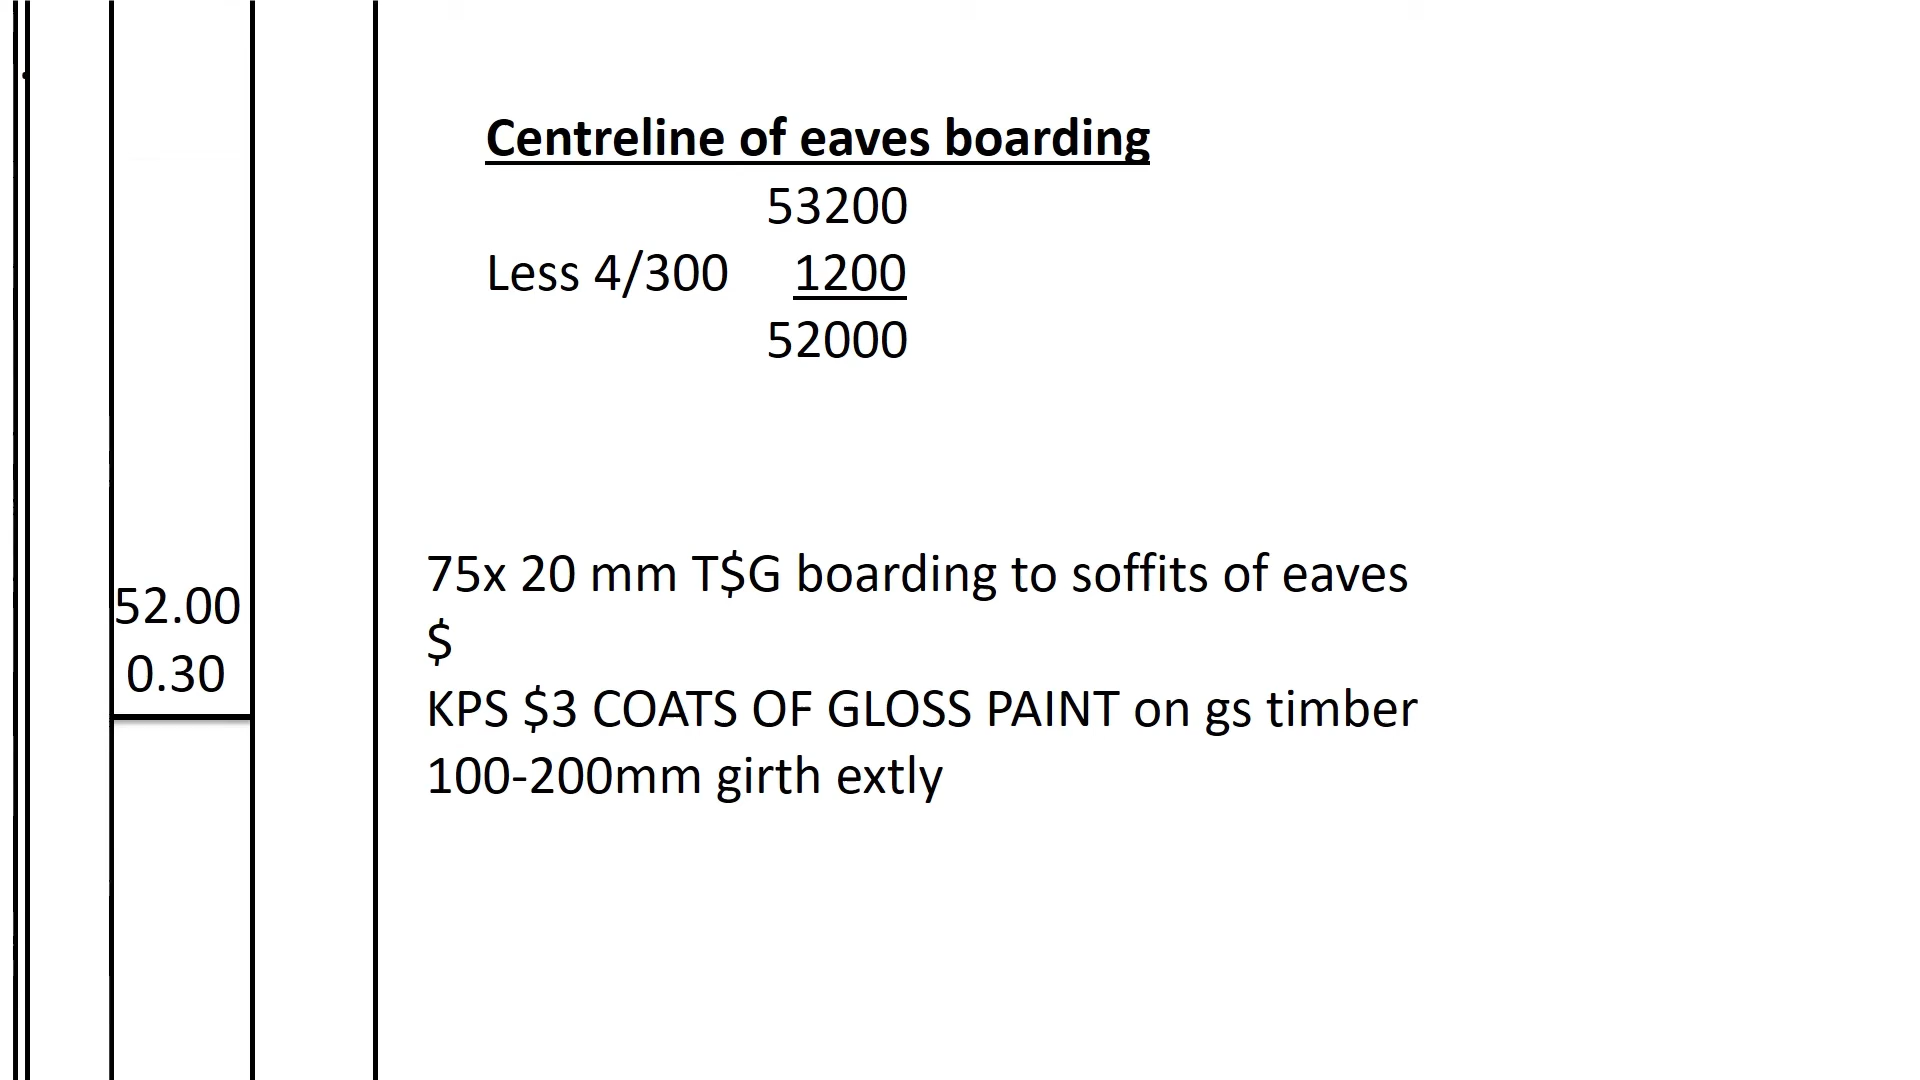 Centreline of eaves boarding
53200
Less 4/300 1200
52000
75x 20 mm T$G boarding to soffits of eaves
52.00
$
0.30
KPS $3 COATS OF GLOSS PAINT on gs timber
100-200mm girth extly